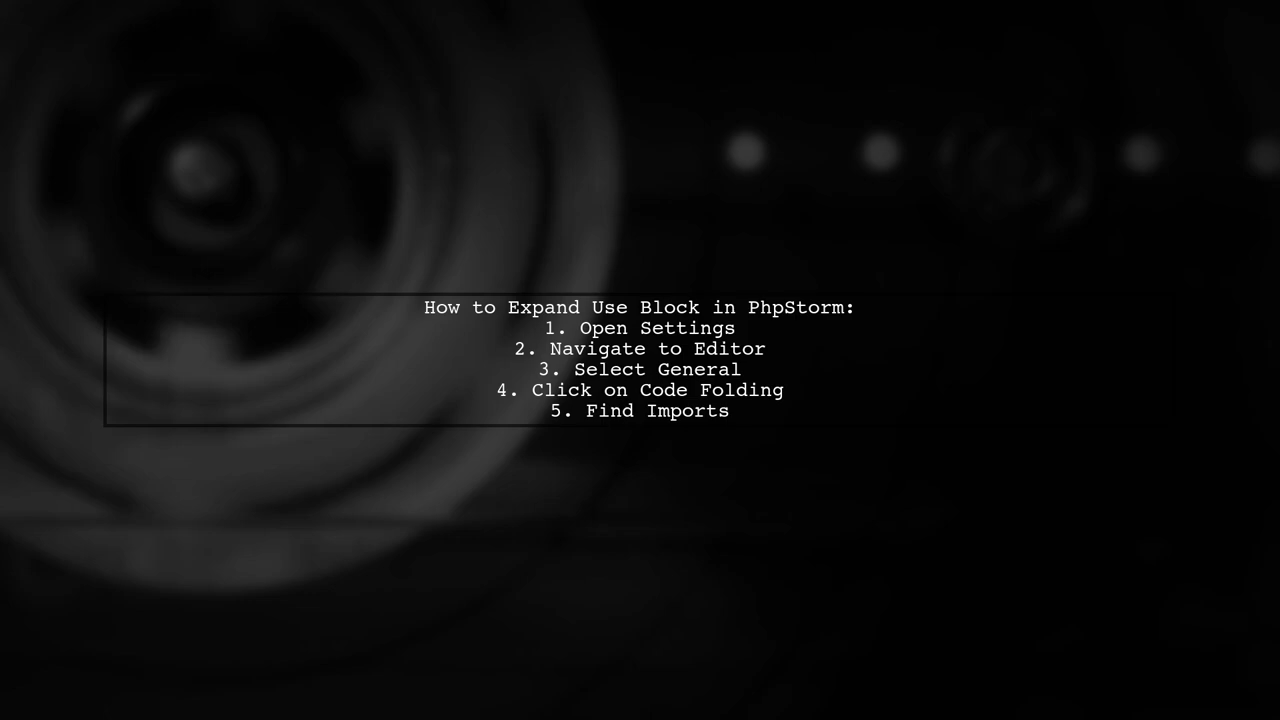 How to Expand Use Block in PhpStorm:
1. Open Settings
2. Navigate to Editor
3. Select General
4. Click on Code Folding
5. Find Imports